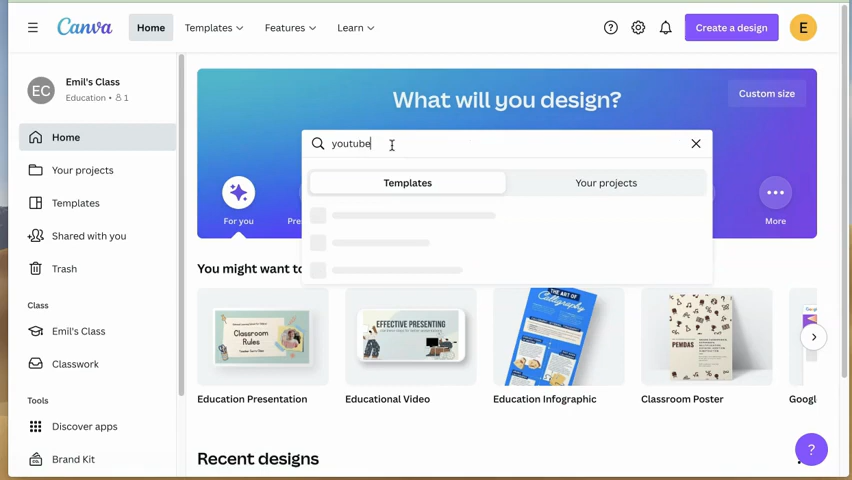 Canva
Home
Templates
Features
Learn
Create a design
E
EC
Emil's Class
Education • 1
What will you design?
Custom size
youtube
Templates
Your projects
For you
Pre
More
Home
Your projects
Templates
Shared with you
Trash
You might want to
Class
Emil's Class
Classwork
Classroom
Rules
EFFECTIVE PRESENTING
THE ART OF
Calligraphy
PEMDAS
Education Presentation
Educational Video
Education Infographic
Classroom Poster
Googl
Tools
Discover apps
Brand Kit
Recent designs
?